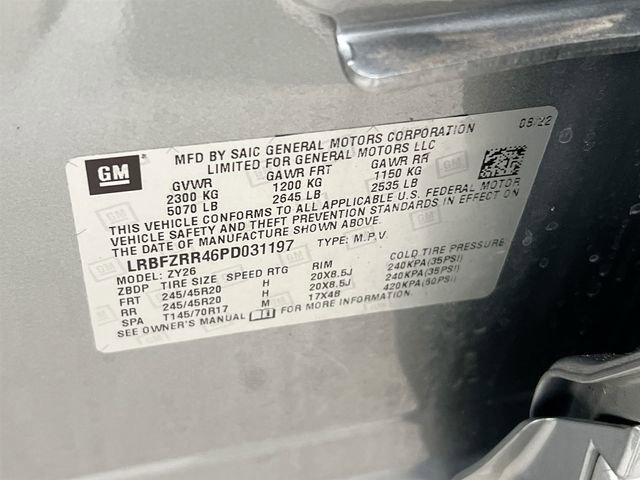 GM
08/22
MFD BY SAIC GENERAL MOTORS CORPORATION
LIMITED FOR GENERAL MOTORS LLC
GVWR GAWR FRT GAWR RR
2300 KG 1200 KG 1150 KG
5070 LB 2645 LB 2535 LB
THIS VEHICLE CONFORMS TO ALL APPLICABLE U.S. FEDERAL MOTOR
VEHICLE SAFETY AND THEFT PREVENTION STANDARDS IN EFFECT ON
THE DATE OF MANUFACTURE SHOWN ABOVE.
LRBFZRR46PD031197 TYPE: M.P.V.
MODEL: ZY26
ZBDP TIRE SIZE SPEED RTG RIM COLD TIRE PRESSURE
FRT 245/45R20 H 20X8.5J 240KPA(35PSI)
RR 245/45R20 H 20X8.5J 240KPA(35PSI)
SPA T145/70R17 M 17X4B 420KPA(60PSI)
SEE OWNER'S MANUAL FOR MORE INFORMATION.